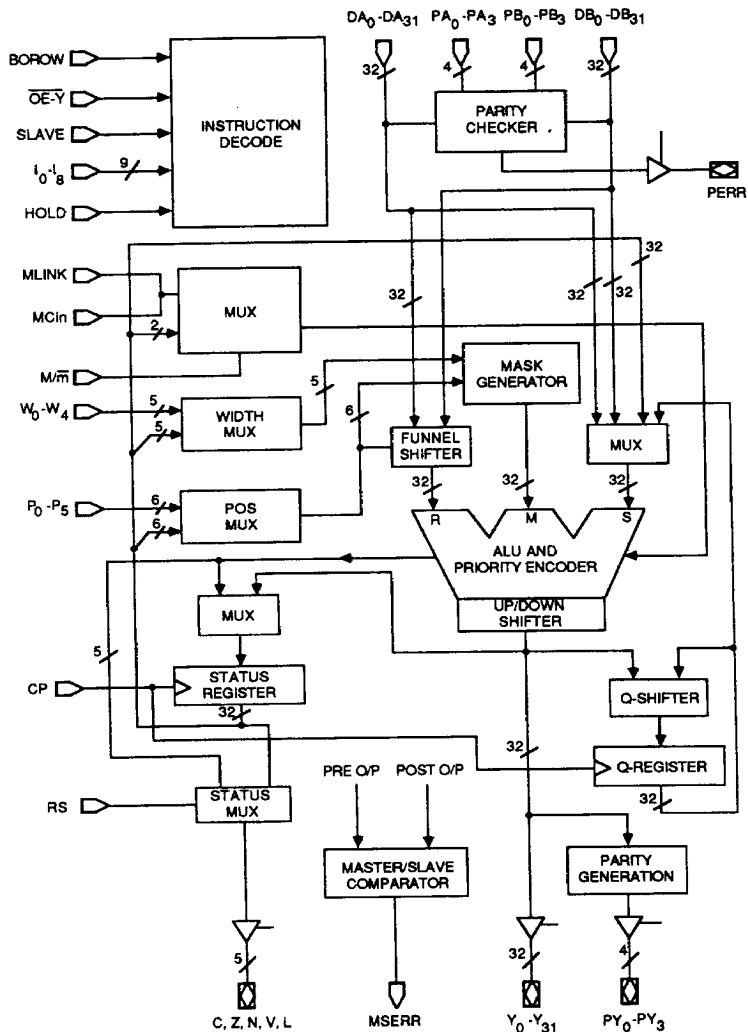 DA0-DA31 PA0-PA3 PB0-PB3 DB0-DB31
32 4 4 32
BOROW
OE-Y
SLAVE
I0-I8 9
HOLD
INSTRUCTION
DECODE
PARITY
CHECKER
PERR
MLINK
MCin
M/m
2
MUX
32
32 32 32
W0-W4 5
5
WIDTH
MUX
5
MASK
GENERATOR
6
FUNNEL
SHIFTER
MUX
P0-P5 6
6
POS
MUX
32 32 32
R M S
ALU AND
PRIORITY ENCODER
UP/DOWN
SHIFTER
MUX
5
CP
STATUS
REGISTER
32
Q-SHIFTER
Q-REGISTER
32
32
RS
STATUS
MUX
PRE O/P POST O/P
MASTER/SLAVE
COMPARATOR
PARITY
GENERATION
5 32 4
C, Z, N, V, L MSERR Y0-Y31 PY0-PY3